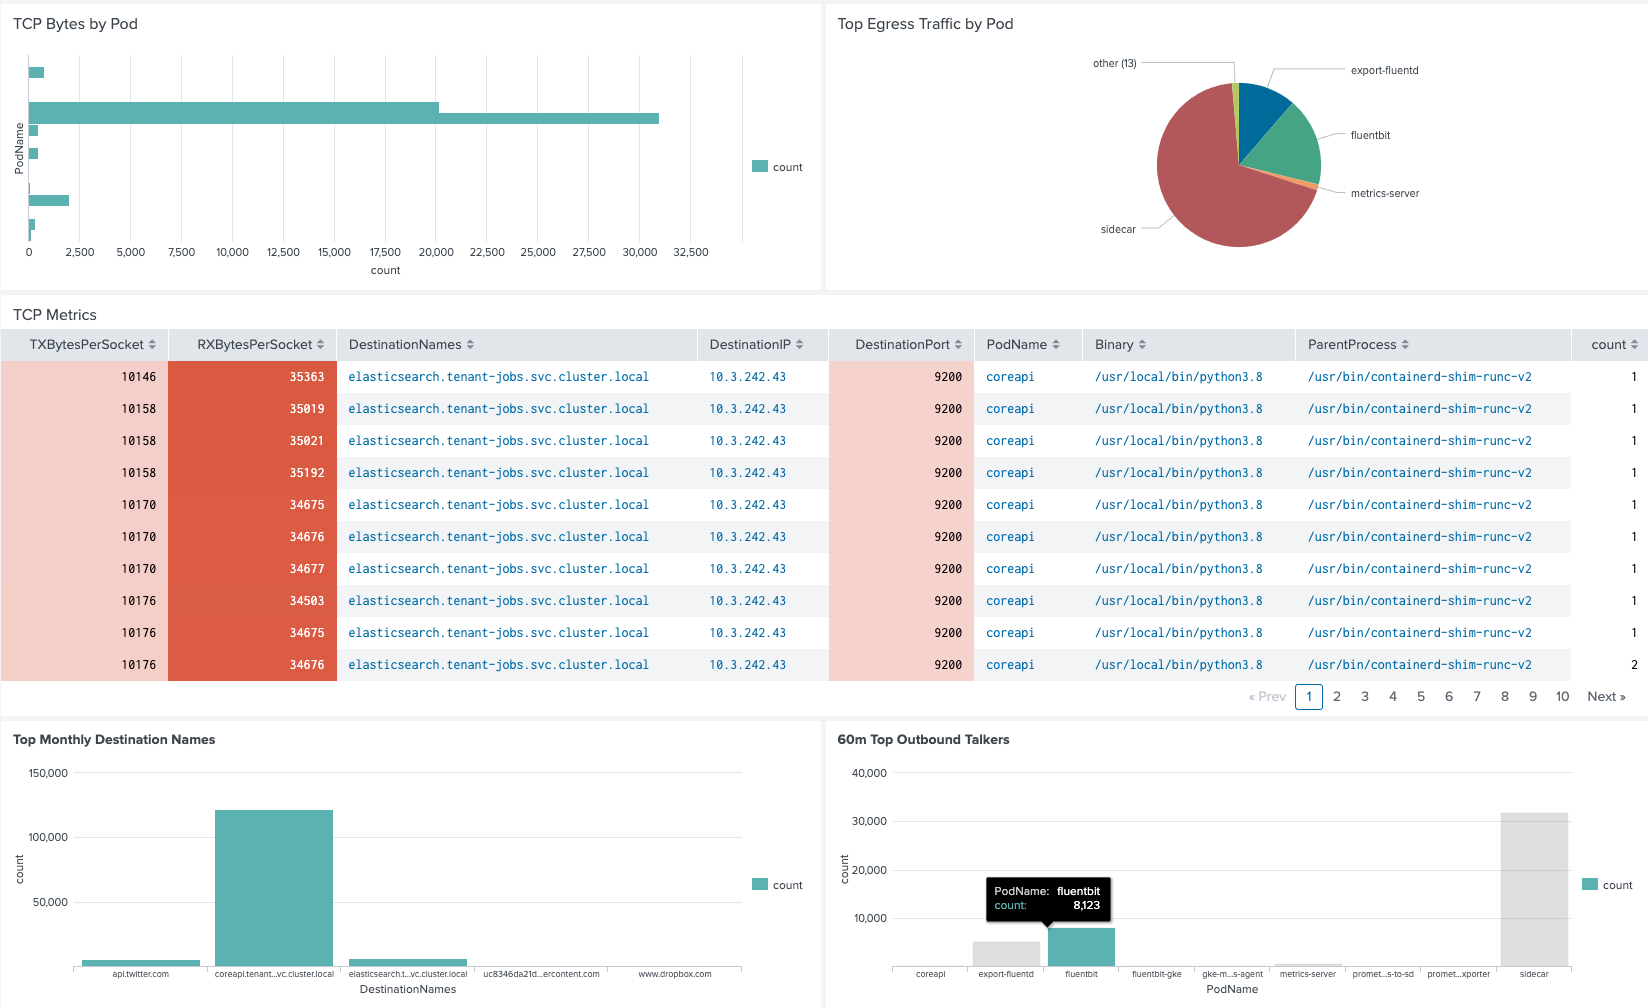 TCP Bytes by Pod
PodName
0 2,500 5,000 7,500 10,000 12,500 15,000 17,500 20,000 22,500 25,000 27,500 30,000 32,500
count
count
Top Egress Traffic by Pod
other (13)
export-fluentd
fluentbit
metrics-server
sidecar
TCP Metrics
TXBytesPerSocket RXBytesPerSocket DestinationNames DestinationIP DestinationPort PodName Binary ParentProcess count
10146 35363 elasticsearch.tenant-jobs.svc.cluster.local 10.3.242.43 9200 coreapi /usr/local/bin/python3.8 /usr/bin/containerd-shim-runc-v2 1
10158 35019 elasticsearch.tenant-jobs.svc.cluster.local 10.3.242.43 9200 coreapi /usr/local/bin/python3.8 /usr/bin/containerd-shim-runc-v2 1
10158 35021 elasticsearch.tenant-jobs.svc.cluster.local 10.3.242.43 9200 coreapi /usr/local/bin/python3.8 /usr/bin/containerd-shim-runc-v2 1
10158 35192 elasticsearch.tenant-jobs.svc.cluster.local 10.3.242.43 9200 coreapi /usr/local/bin/python3.8 /usr/bin/containerd-shim-runc-v2 1
10170 34675 elasticsearch.tenant-jobs.svc.cluster.local 10.3.242.43 9200 coreapi /usr/local/bin/python3.8 /usr/bin/containerd-shim-runc-v2 1
10170 34676 elasticsearch.tenant-jobs.svc.cluster.local 10.3.242.43 9200 coreapi /usr/local/bin/python3.8 /usr/bin/containerd-shim-runc-v2 1
10170 34677 elasticsearch.tenant-jobs.svc.cluster.local 10.3.242.43 9200 coreapi /usr/local/bin/python3.8 /usr/bin/containerd-shim-runc-v2 1
10176 34503 elasticsearch.tenant-jobs.svc.cluster.local 10.3.242.43 9200 coreapi /usr/local/bin/python3.8 /usr/bin/containerd-shim-runc-v2 1
10176 34675 elasticsearch.tenant-jobs.svc.cluster.local 10.3.242.43 9200 coreapi /usr/local/bin/python3.8 /usr/bin/containerd-shim-runc-v2 1
10176 34676 elasticsearch.tenant-jobs.svc.cluster.local 10.3.242.43 9200 coreapi /usr/local/bin/python3.8 /usr/bin/containerd-shim-runc-v2 2
« Prev 1 2 3 4 5 6 7 8 9 10 Next »
Top Monthly Destination Names
150,000
100,000
50,000
count
count
api.twitter.com coreapi.tenant...vc.cluster.local elasticsearch.t...vc.cluster.local uc8346da21d...ercontent.com www.dropbox.com
DestinationNames
60m Top Outbound Talkers
40,000
30,000
20,000
10,000
count
PodName: fluentbit
count: 8,123
count
coreapi export-fluentd fluentbit fluentbit-gke gke-m...s-agent metrics-server promet...s-to-sd promet...xporter sidecar
PodName